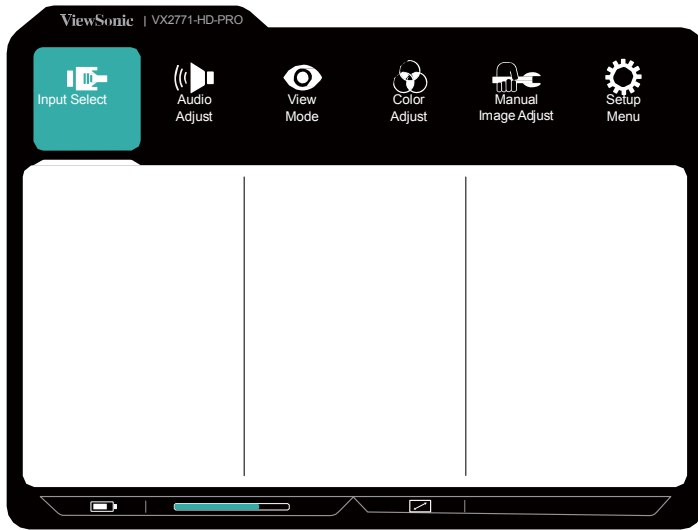 ViewSonic | VX2771-HD-PRO
Input Select
Audio
Adjust
View
Mode
Color
Adjust
Manual
Image Adjust
Setup
Menu